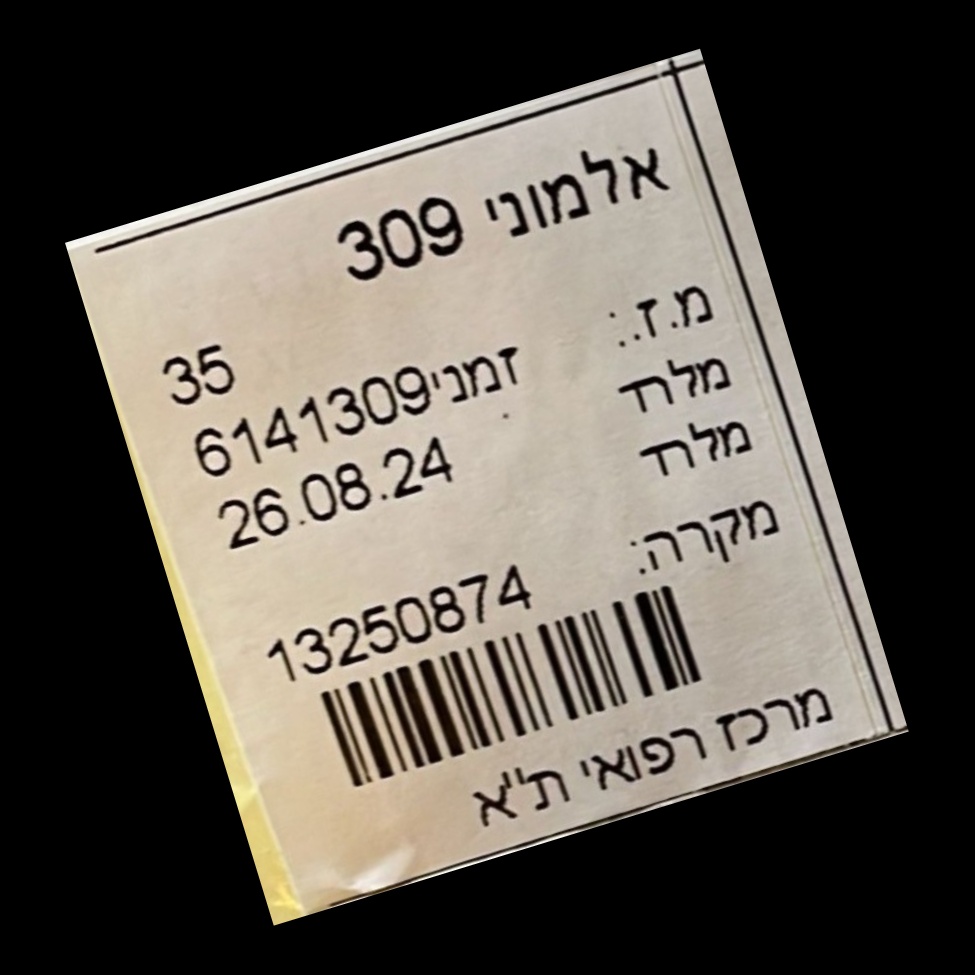 אלמוני 309
מ.ז.: 35
מלרד זמני6141309
מלרד 26.08.24
מקרה: 13250874
מרכז רפואי ת"א